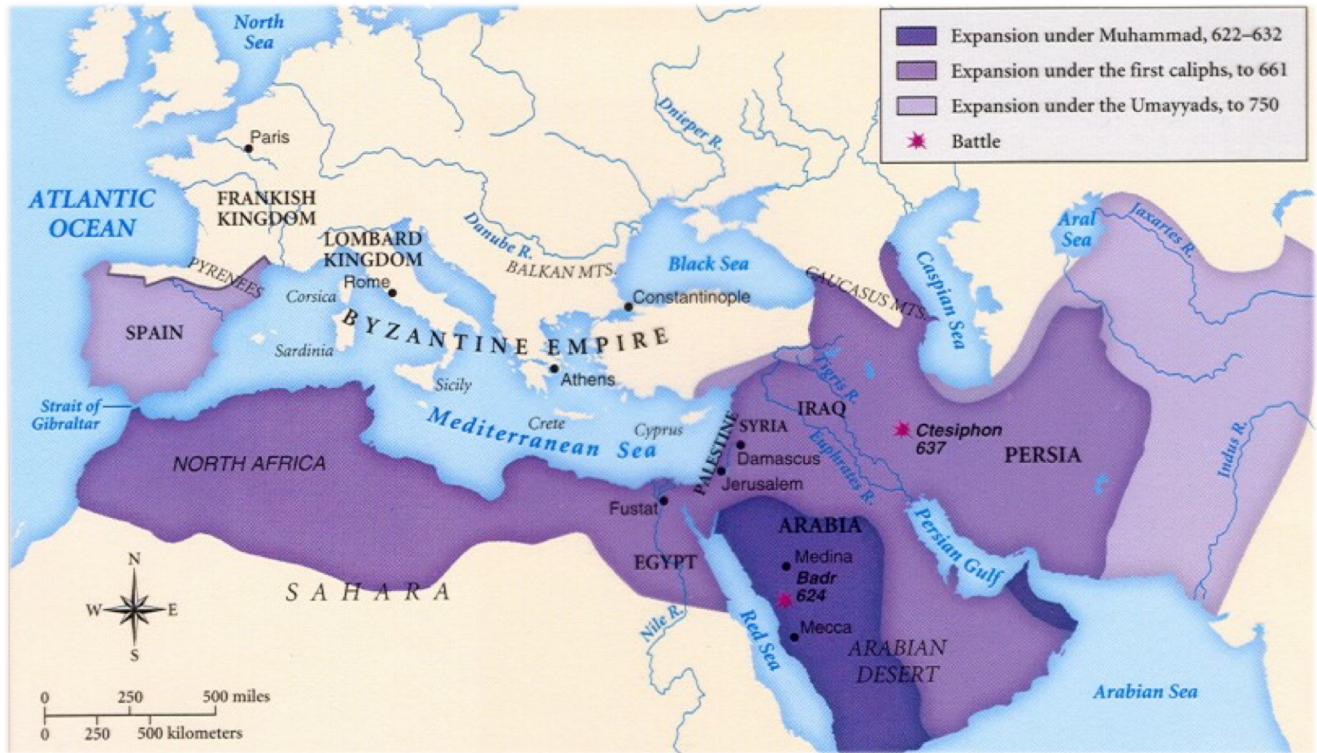 North
Sea
Expansion under Muhammad, 622–632
Expansion under the first caliphs, to 661
Expansion under the Umayyads, to 750
Battle
Dnieper R.
Paris
ATLANTIC
OCEAN
FRANKISH
KINGDOM
LOMBARD
KINGDOM
Danube R.
BALKAN MTS.
Black Sea
CAUCASUS MTS.
Caspian Sea
Aral
Sea
Jaxartes R.
PYRENEES
Corsica
Rome
Constantinople
SPAIN
BYZANTINE EMPIRE
Sardinia
Sicily
Athens
Tygris R.
Strait of
Gibraltar
Mediterranean Sea
Crete
Cyprus
PALESTINE
SYRIA
IRAQ
Ctesiphon
637
PERSIA
Indus R.
NORTH AFRICA
Damascus
Jerusalem
Euphrates R.
Fustat
ARABIA
Persian Gulf
EGYPT
Medina
Badr
624
SAHARA
Nile R.
Red Sea
Mecca
ARABIAN
DESERT
Arabian Sea
N
W
E
S
0 250 500 miles
0 250 500 kilometers